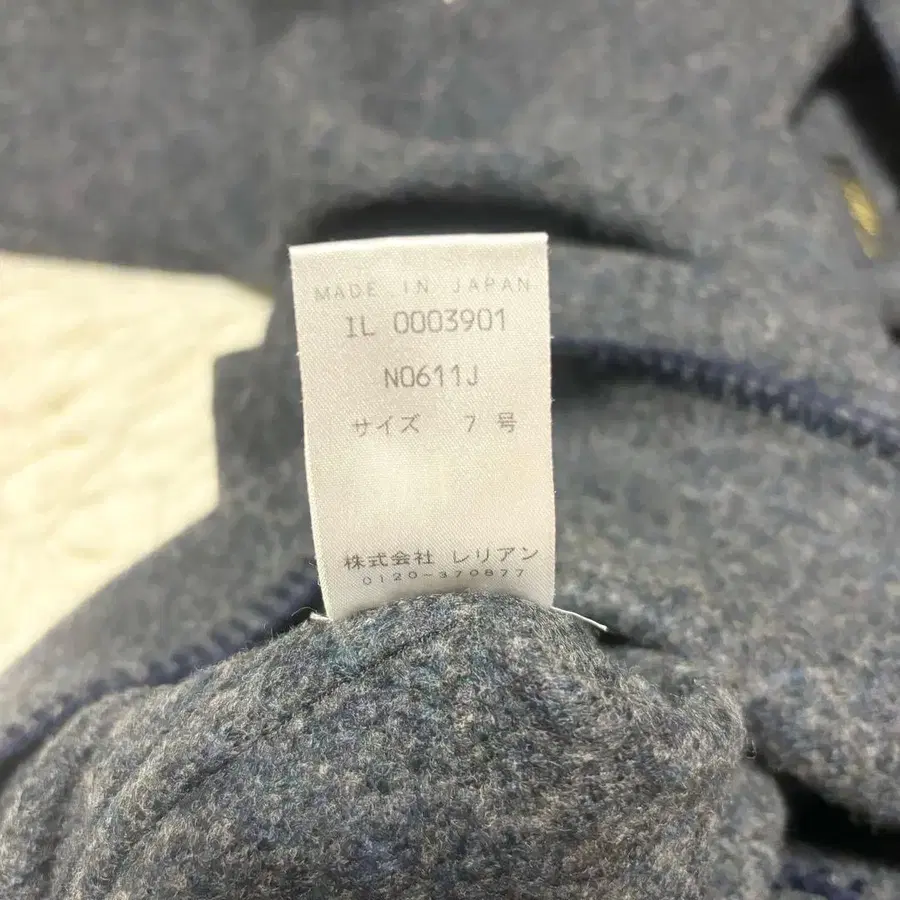 MADE IN JAPAN
IL 0003901
N0611J
サイズ 7 号
株式会社 レリアン
0120-370877